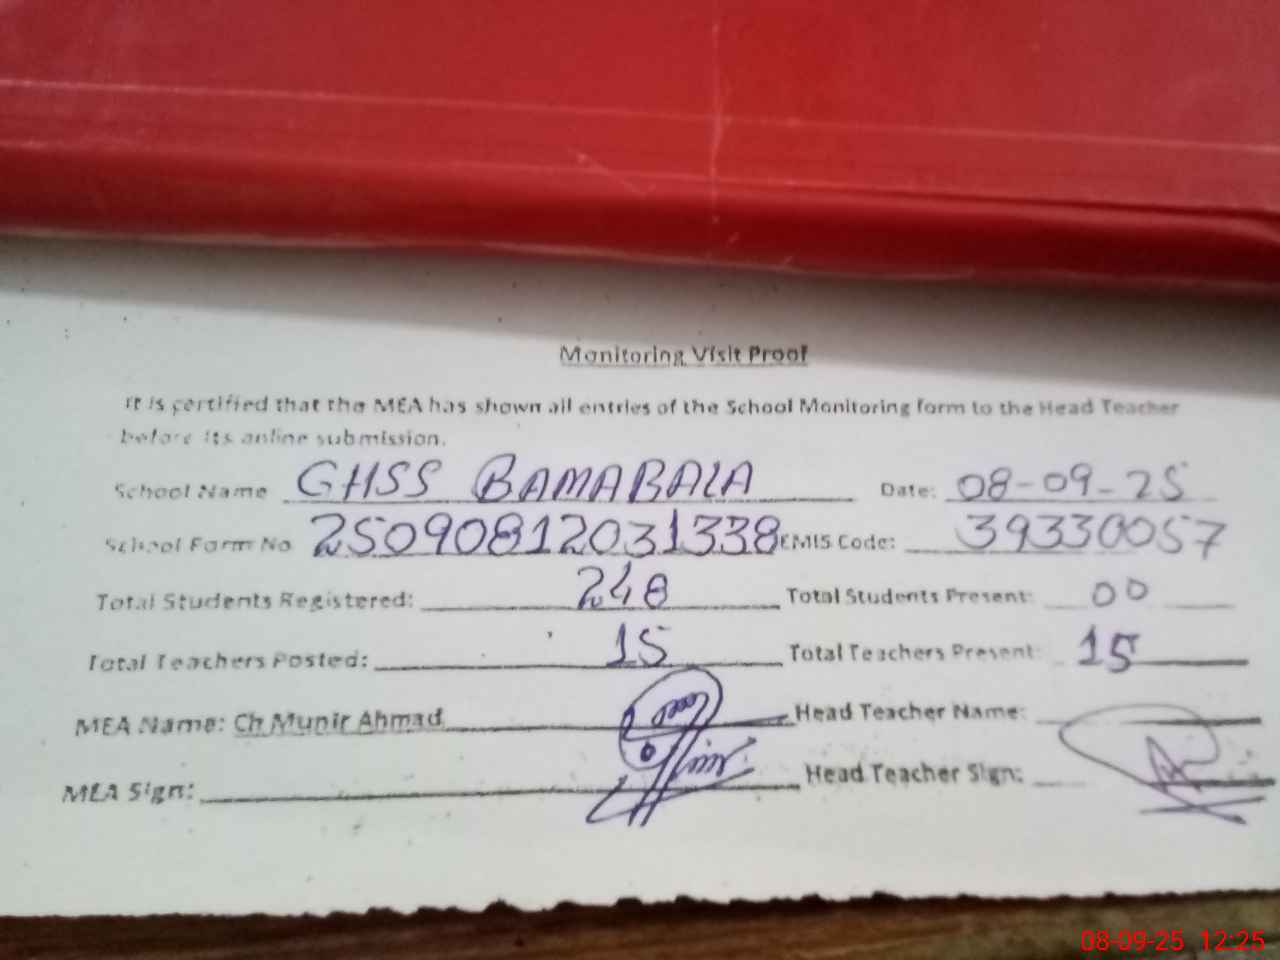 Monitoring Visit Proof
It is certified that the MEA has shown all entries of the School Monitoring form to the Head Teacher
before its online submission.
School Name GHSS BAMABALA Date: 08-09-25
School Form No 25090812031338 EMIS Code: 39330057
Total Students Registered: 248 Total Students Present: 00
Total Teachers Posted: 15 Total Teachers Present: 15
MEA Name: Ch Munir Ahmad Head Teacher Name:
MEA Sign: Head Teacher Sign:
08-09-25 12:25